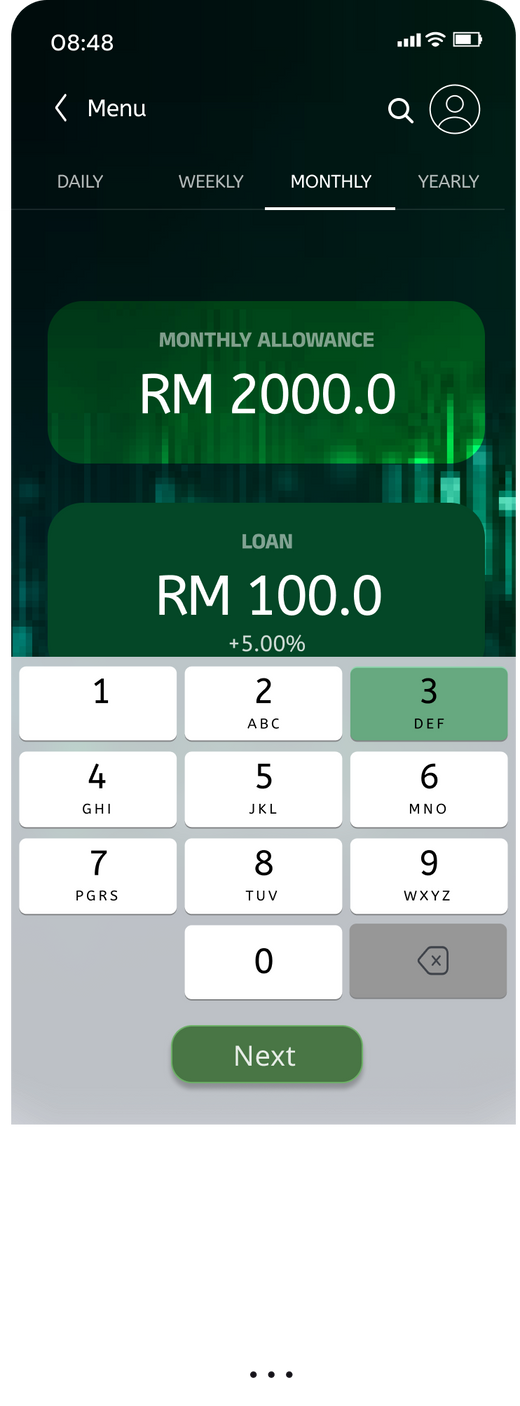 08:48
Menu
DAILY WEEKLY MONTHLY YEARLY
MONTHLY ALLOWANCE
RM 2000.0
LOAN
RM 100.0
+5.00%
1 2 3
ABC DEF
4 5 6
GHI JKL MNO
7 8 9
PGRS TUV WXYZ
0
Next